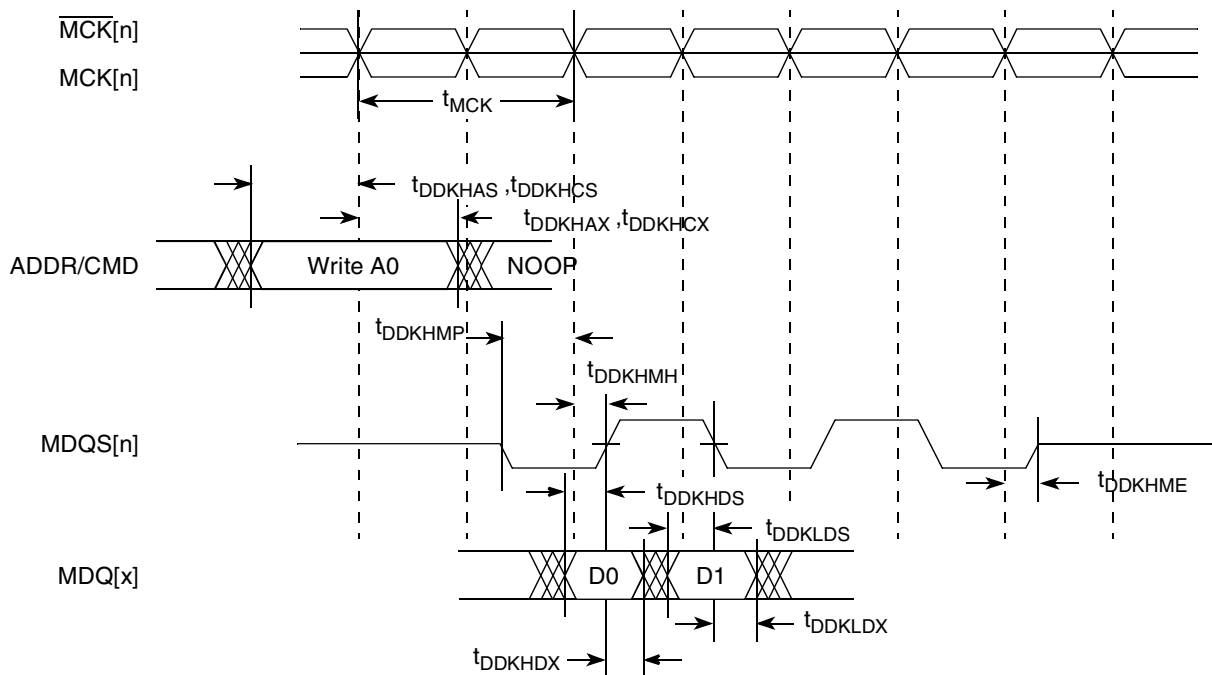 MCK[n]
MCK[n]
tMCK
tDDKHAS ,tDDKHCS
tDDKHAX ,tDDKHCX
ADDR/CMD
Write A0
NOOP
tDDKHMP
tDDKHMH
MDQS[n]
tDDKHME
tDDKHDS
tDDKLDS
MDQ[x]
D0
D1
tDDKLDX
tDDKHDX